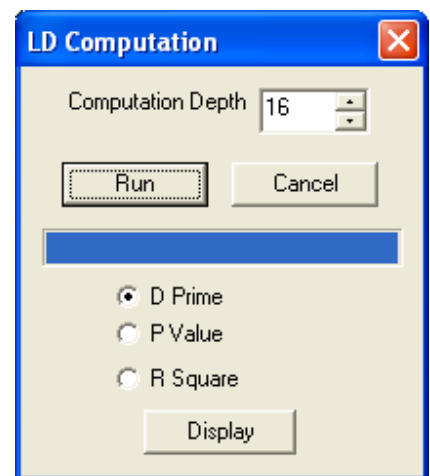 LD Computation
Computation Depth 16
Run Cancel
D Prime
P Value
R Square
Display